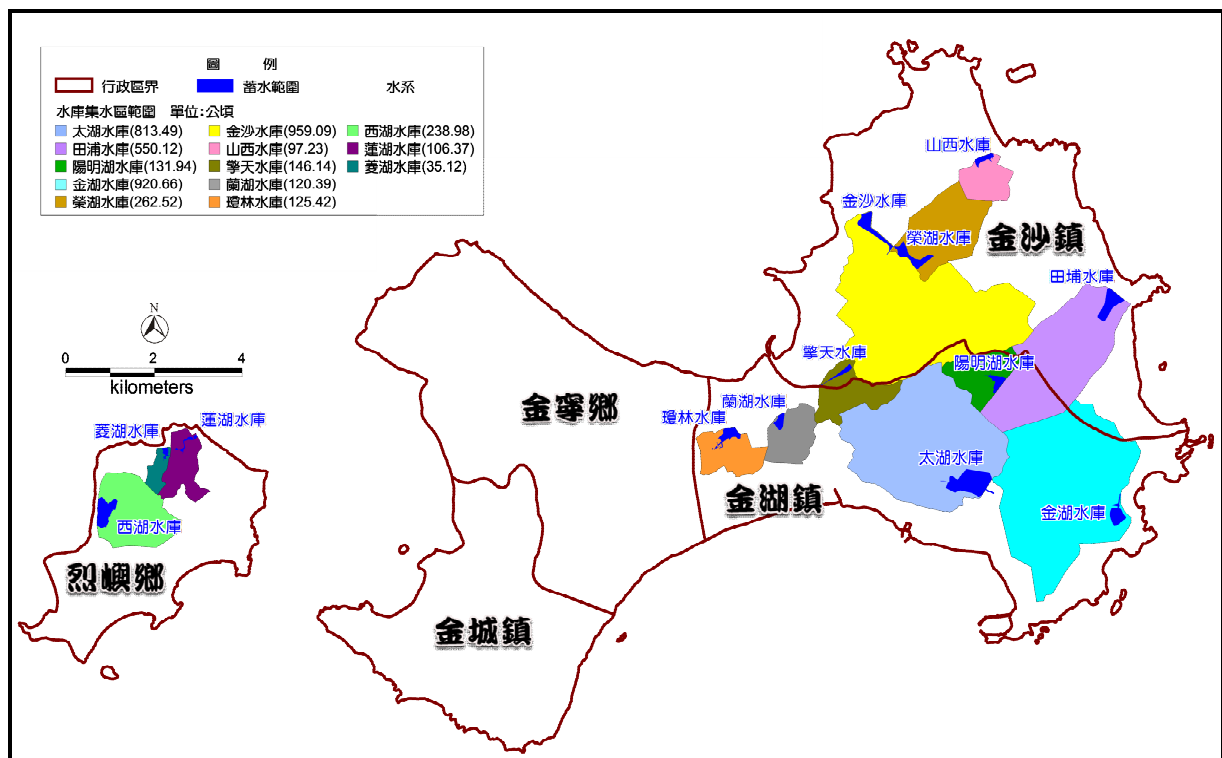 圖 例
行政區界 蓄水範圍 水系
水庫集水區範圍 單位:公頃
太湖水庫(813.49) 金沙水庫(959.09) 西湖水庫(238.98)
田浦水庫(550.12) 山西水庫(97.23) 蓮湖水庫(106.37)
陽明湖水庫(131.94) 擎天水庫(146.14) 菱湖水庫(35.12)
金湖水庫(920.66) 蘭湖水庫(120.39)
榮湖水庫(262.52) 瓊林水庫(125.42)
山西水庫
金沙水庫
榮湖水庫
金沙鎮
田埔水庫
N
0 2 4
kilometers
擎天水庫
陽明湖水庫
金寧鄉
蘭湖水庫
瓊林水庫
蓮湖水庫
菱湖水庫
太湖水庫
金湖鎮
金湖水庫
西湖水庫
烈嶼鄉
金城鎮